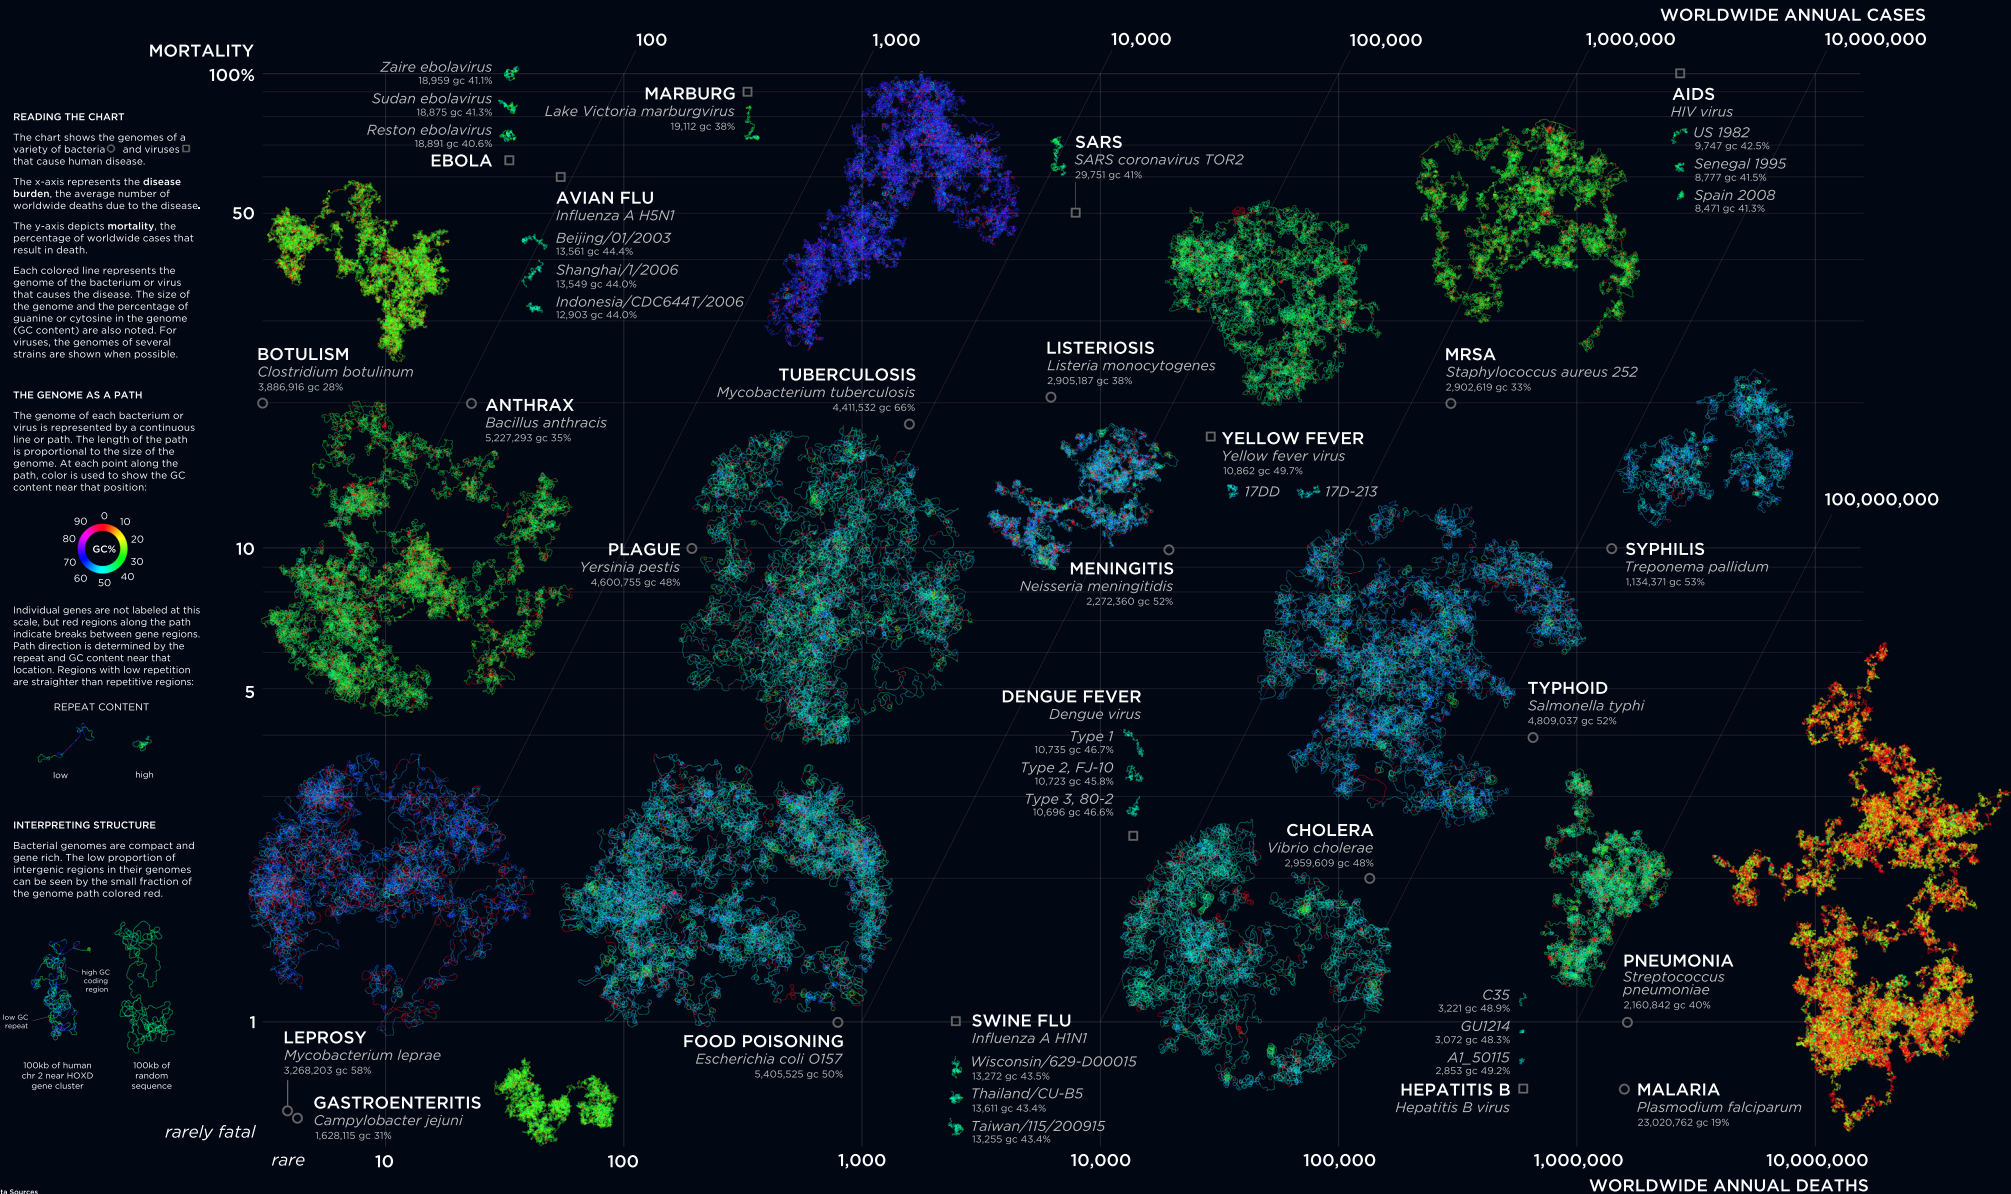 WORLDWIDE ANNUAL CASES
100
1,000
10,000
100,000
1,000,000
10,000,000
100,000,000
MORTALITY
100%
50
10
5
1
rarely fatal
READING THE CHART
The chart shows the genomes of a
variety of bacteria and viruses
that cause human disease.
The x-axis represents the disease
burden, the average number of
worldwide deaths due to the disease.
The y-axis depicts mortality, the
percentage of worldwide cases that
result in death.
Each colored line represents the
genome of the bacterium or virus
that causes the disease. The size of
the genome and the percentage of
guanine or cytosine in the genome
(GC content) are also noted. For
viruses, the genomes of several
strains are shown when possible.
THE GENOME AS A PATH
The genome of each bacterium or
virus is represented by a continuous
line or path. The length of the path
is proportional to the size of the
genome. At each point along the
path, color is used to show the GC
content near that position:
0
10
20
30
40
50
60
70
80
90
GC%
Individual genes are not labeled at this
scale, but red regions along the path
indicate breaks between gene regions.
Path direction is determined by the
repeat and GC content near that
location. Regions with low repetition
are straighter than repetitive regions:
REPEAT CONTENT
low
high
INTERPRETING STRUCTURE
Bacterial genomes are compact and
gene rich. The low proportion of
intergenic regions in their genomes
can be seen by the small fraction of
the genome path colored red.
high GC
coding
region
low GC
repeat
100kb of human
chr 2 near HOXD
gene cluster
100kb of
random
sequence
ta Sources
Zaire ebolavirus
18,959 gc 41.1%
Sudan ebolavirus
18,875 gc 41.3%
Reston ebolavirus
18,891 gc 40.6%
EBOLA
MARBURG
Lake Victoria marburgvirus
19,112 gc 38%
AVIAN FLU
Influenza A H5N1
Beijing/01/2003
13,561 gc 44.4%
Shanghai/1/2006
13,549 gc 44.0%
Indonesia/CDC644T/2006
12,903 gc 44.0%
SARS
SARS coronavirus TOR2
29,751 gc 41%
AIDS
HIV virus
US 1982
9,747 gc 42.5%
Senegal 1995
8,777 gc 41.5%
Spain 2008
8,471 gc 41.3%
BOTULISM
Clostridium botulinum
3,886,916 gc 28%
ANTHRAX
Bacillus anthracis
5,227,293 gc 35%
TUBERCULOSIS
Mycobacterium tuberculosis
4,411,532 gc 66%
LISTERIOSIS
Listeria monocytogenes
2,905,187 gc 38%
MRSA
Staphylococcus aureus 252
2,902,619 gc 33%
YELLOW FEVER
Yellow fever virus
10,862 gc 49.7%
17DD
17D-213
PLAGUE
Yersinia pestis
4,600,755 gc 48%
MENINGITIS
Neisseria meningitidis
2,272,360 gc 52%
SYPHILIS
Treponema pallidum
1,134,371 gc 53%
DENGUE FEVER
Dengue virus
Type 1
10,735 gc 46.7%
Type 2, FJ-10
10,723 gc 45.8%
Type 3, 80-2
10,696 gc 46.6%
TYPHOID
Salmonella typhi
4,809,037 gc 52%
CHOLERA
Vibrio cholerae
2,959,609 gc 48%
PNEUMONIA
Streptococcus
pneumoniae
2,160,842 gc 40%
LEPROSY
Mycobacterium leprae
3,268,203 gc 58%
GASTROENTERITIS
Campylobacter jejuni
1,628,115 gc 31%
FOOD POISONING
Escherichia coli O157
5,405,525 gc 50%
SWINE FLU
Influenza A H1N1
Wisconsin/629-D00015
13,272 gc 43.5%
Thailand/CU-B5
13,611 gc 43.4%
Taiwan/115/200915
13,255 gc 43.4%
C35
3,221 gc 48.9%
GU1214
3,072 gc 48.3%
A1_50115
2,853 gc 49.2%
HEPATITIS B
Hepatitis B virus
MALARIA
Plasmodium falciparum
23,020,762 gc 19%
rare
10
100
1,000
10,000
100,000
1,000,000
10,000,000
WORLDWIDE ANNUAL DEATHS